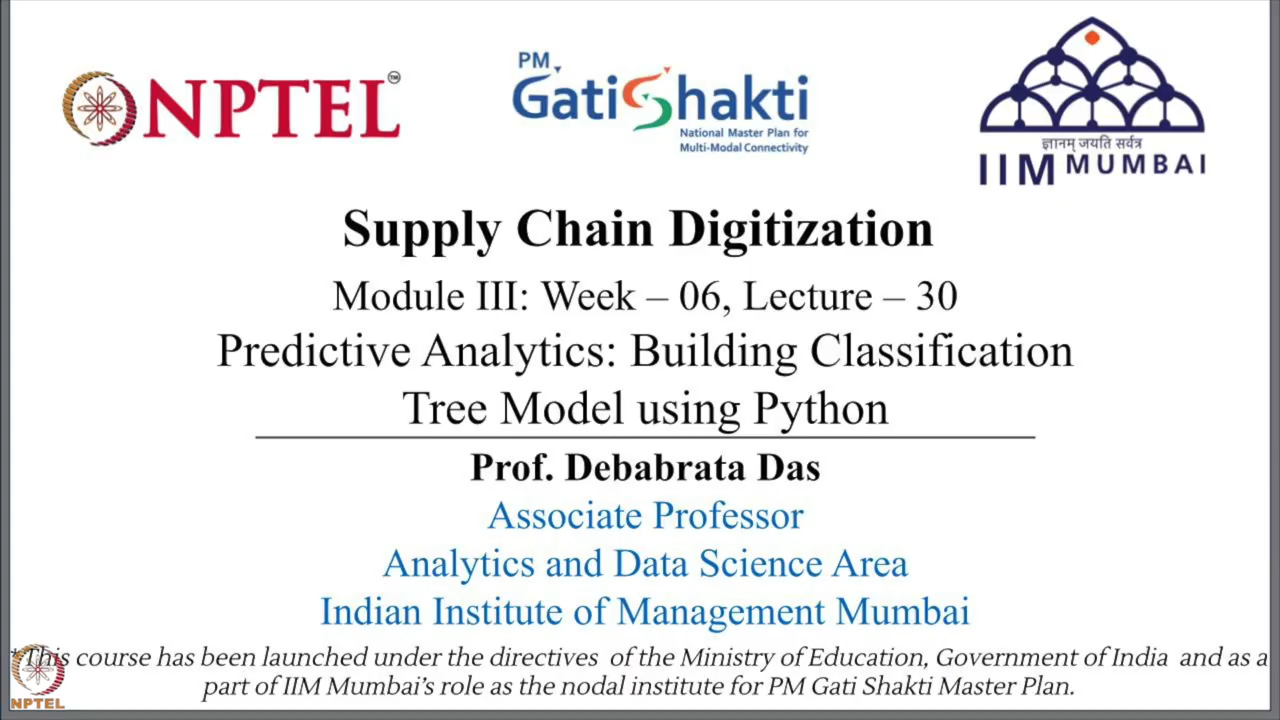 NPTEL™
PM
GatiShakti
National Master Plan for
Multi-Modal Connectivity
ज्ञानम् जयति सर्वत्र
IIM MUMBAI
Supply Chain Digitization
Module III: Week – 06, Lecture – 30
Predictive Analytics: Building Classification
Tree Model using Python
Prof. Debabrata Das
Associate Professor
Analytics and Data Science Area
Indian Institute of Management Mumbai
* This course has been launched under the directives of the Ministry of Education, Government of India and as a
part of IIM Mumbai's role as the nodal institute for PM Gati Shakti Master Plan.
NPTEL